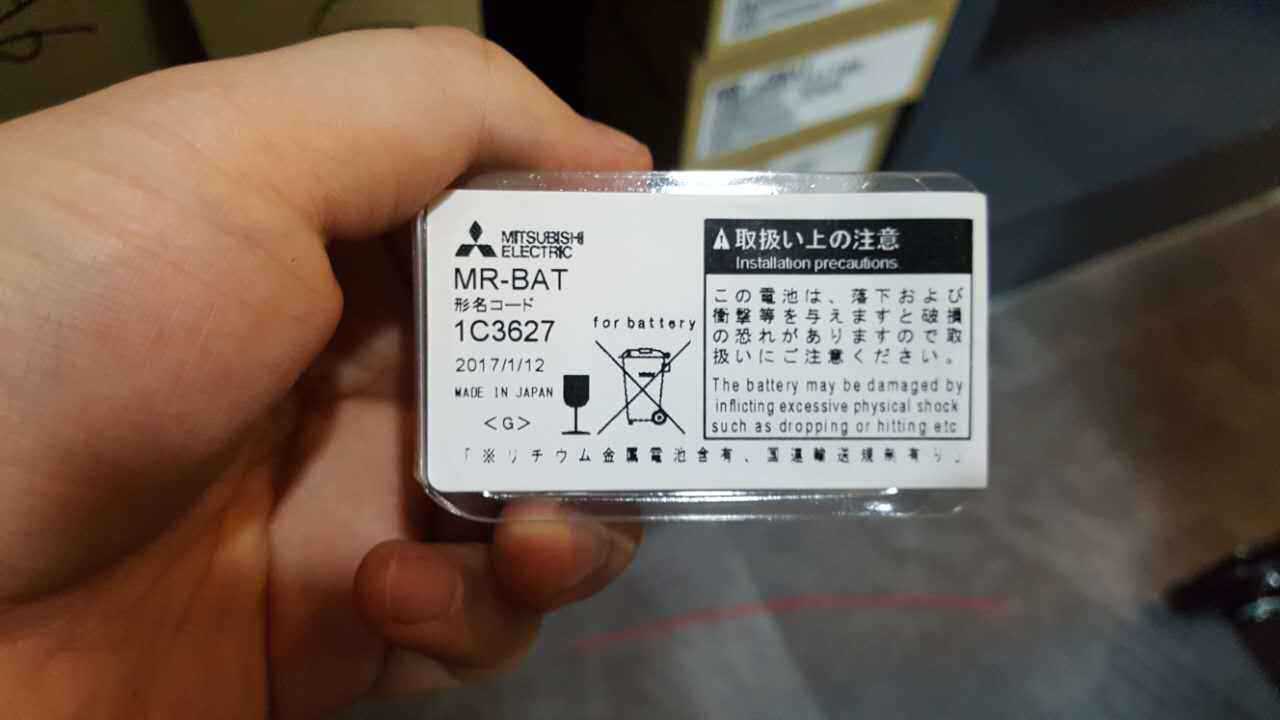 MITSUBISHI
ELECTRIC
MR-BAT
形名コード
1C3627
2017/1/12
MADE IN JAPAN
<G>
for battery
取扱い上の注意
Installation precautions
この電池は、落下および
衝撃等を与えますと破損
の恐れがありますので取
扱いにご注意ください。
The battery may be damaged by
inflicting excessive physical shock
such as dropping or hitting etc
「※リチウム金属電池含有、国連輸送規制有り」